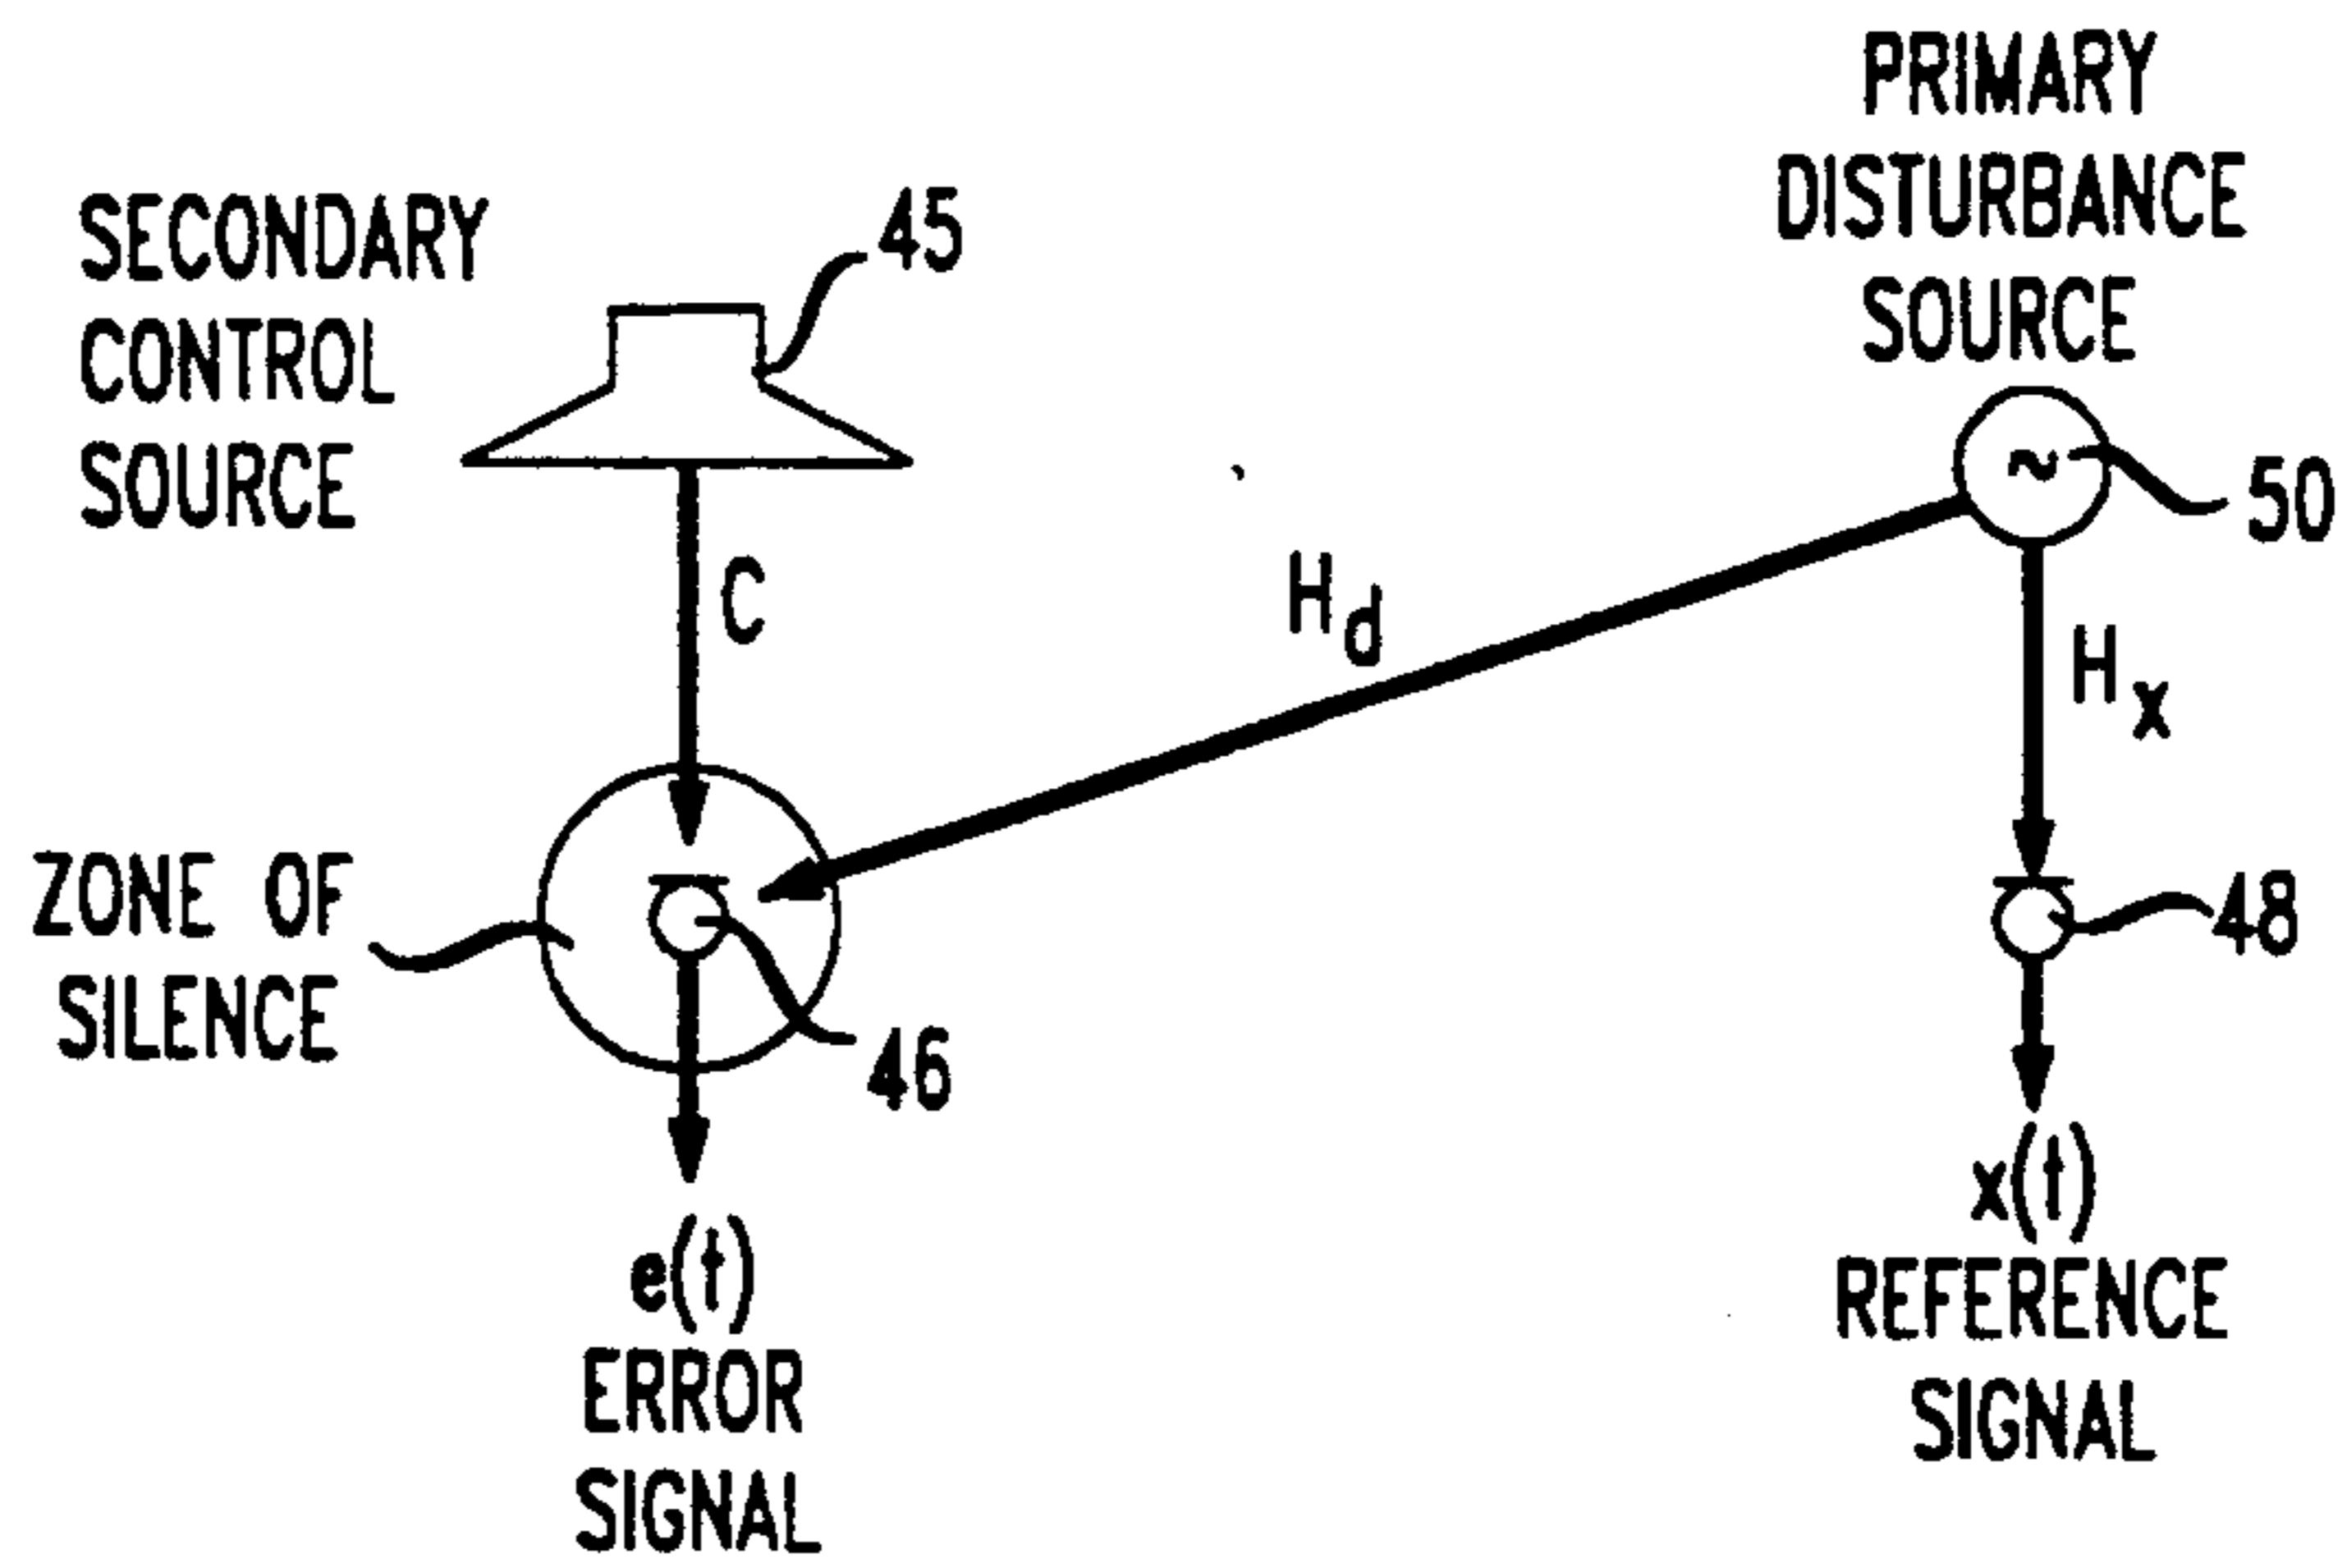 PRIMARY
DISTURBANCE
SOURCE
SECONDARY
CONTROL
SOURCE
45
50
C
Hd
Hx
ZONE OF
SILENCE
46
48
x(t)
REFERENCE
SIGNAL
e(t)
ERROR
SIGNAL